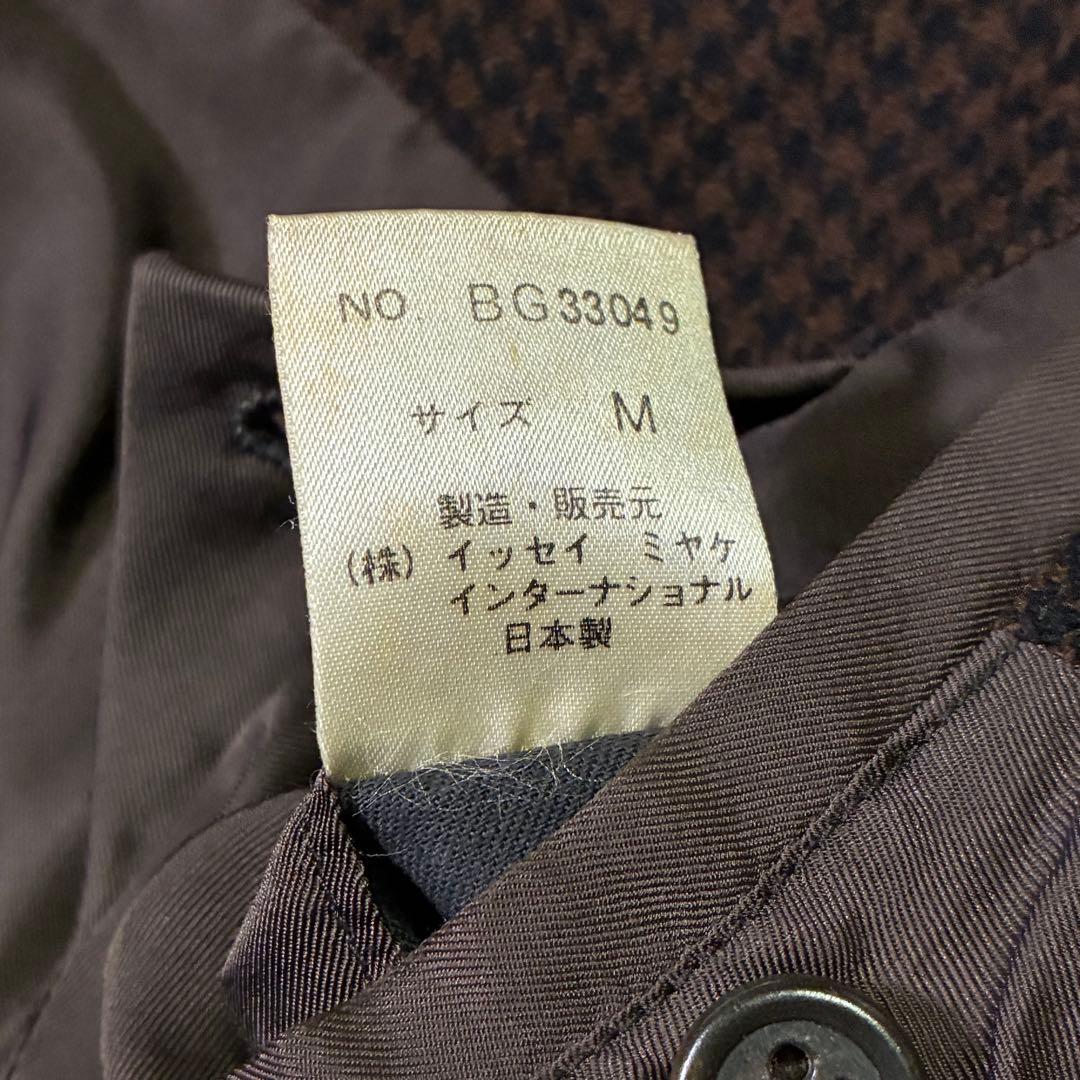 NO. BG33049
サイズ M
製造・販売元
(株) イッセイ ミヤケ
インターナショナル
日本製